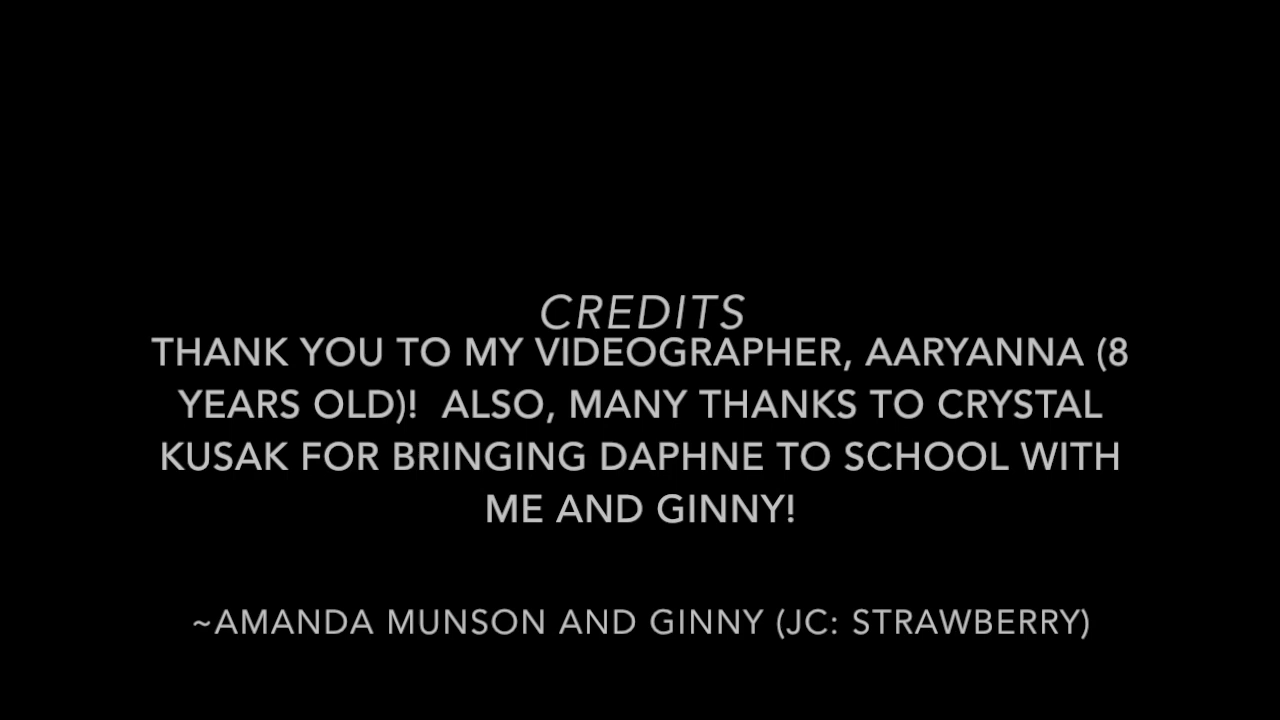 CREDITS
THANK YOU TO MY VIDEOGRAPHER, AARYANNA (8
YEARS OLD)!  ALSO, MANY THANKS TO CRYSTAL
KUSAK FOR BRINGING DAPHNE TO SCHOOL WITH
ME AND GINNY!
~AMANDA MUNSON AND GINNY (JC: STRAWBERRY)